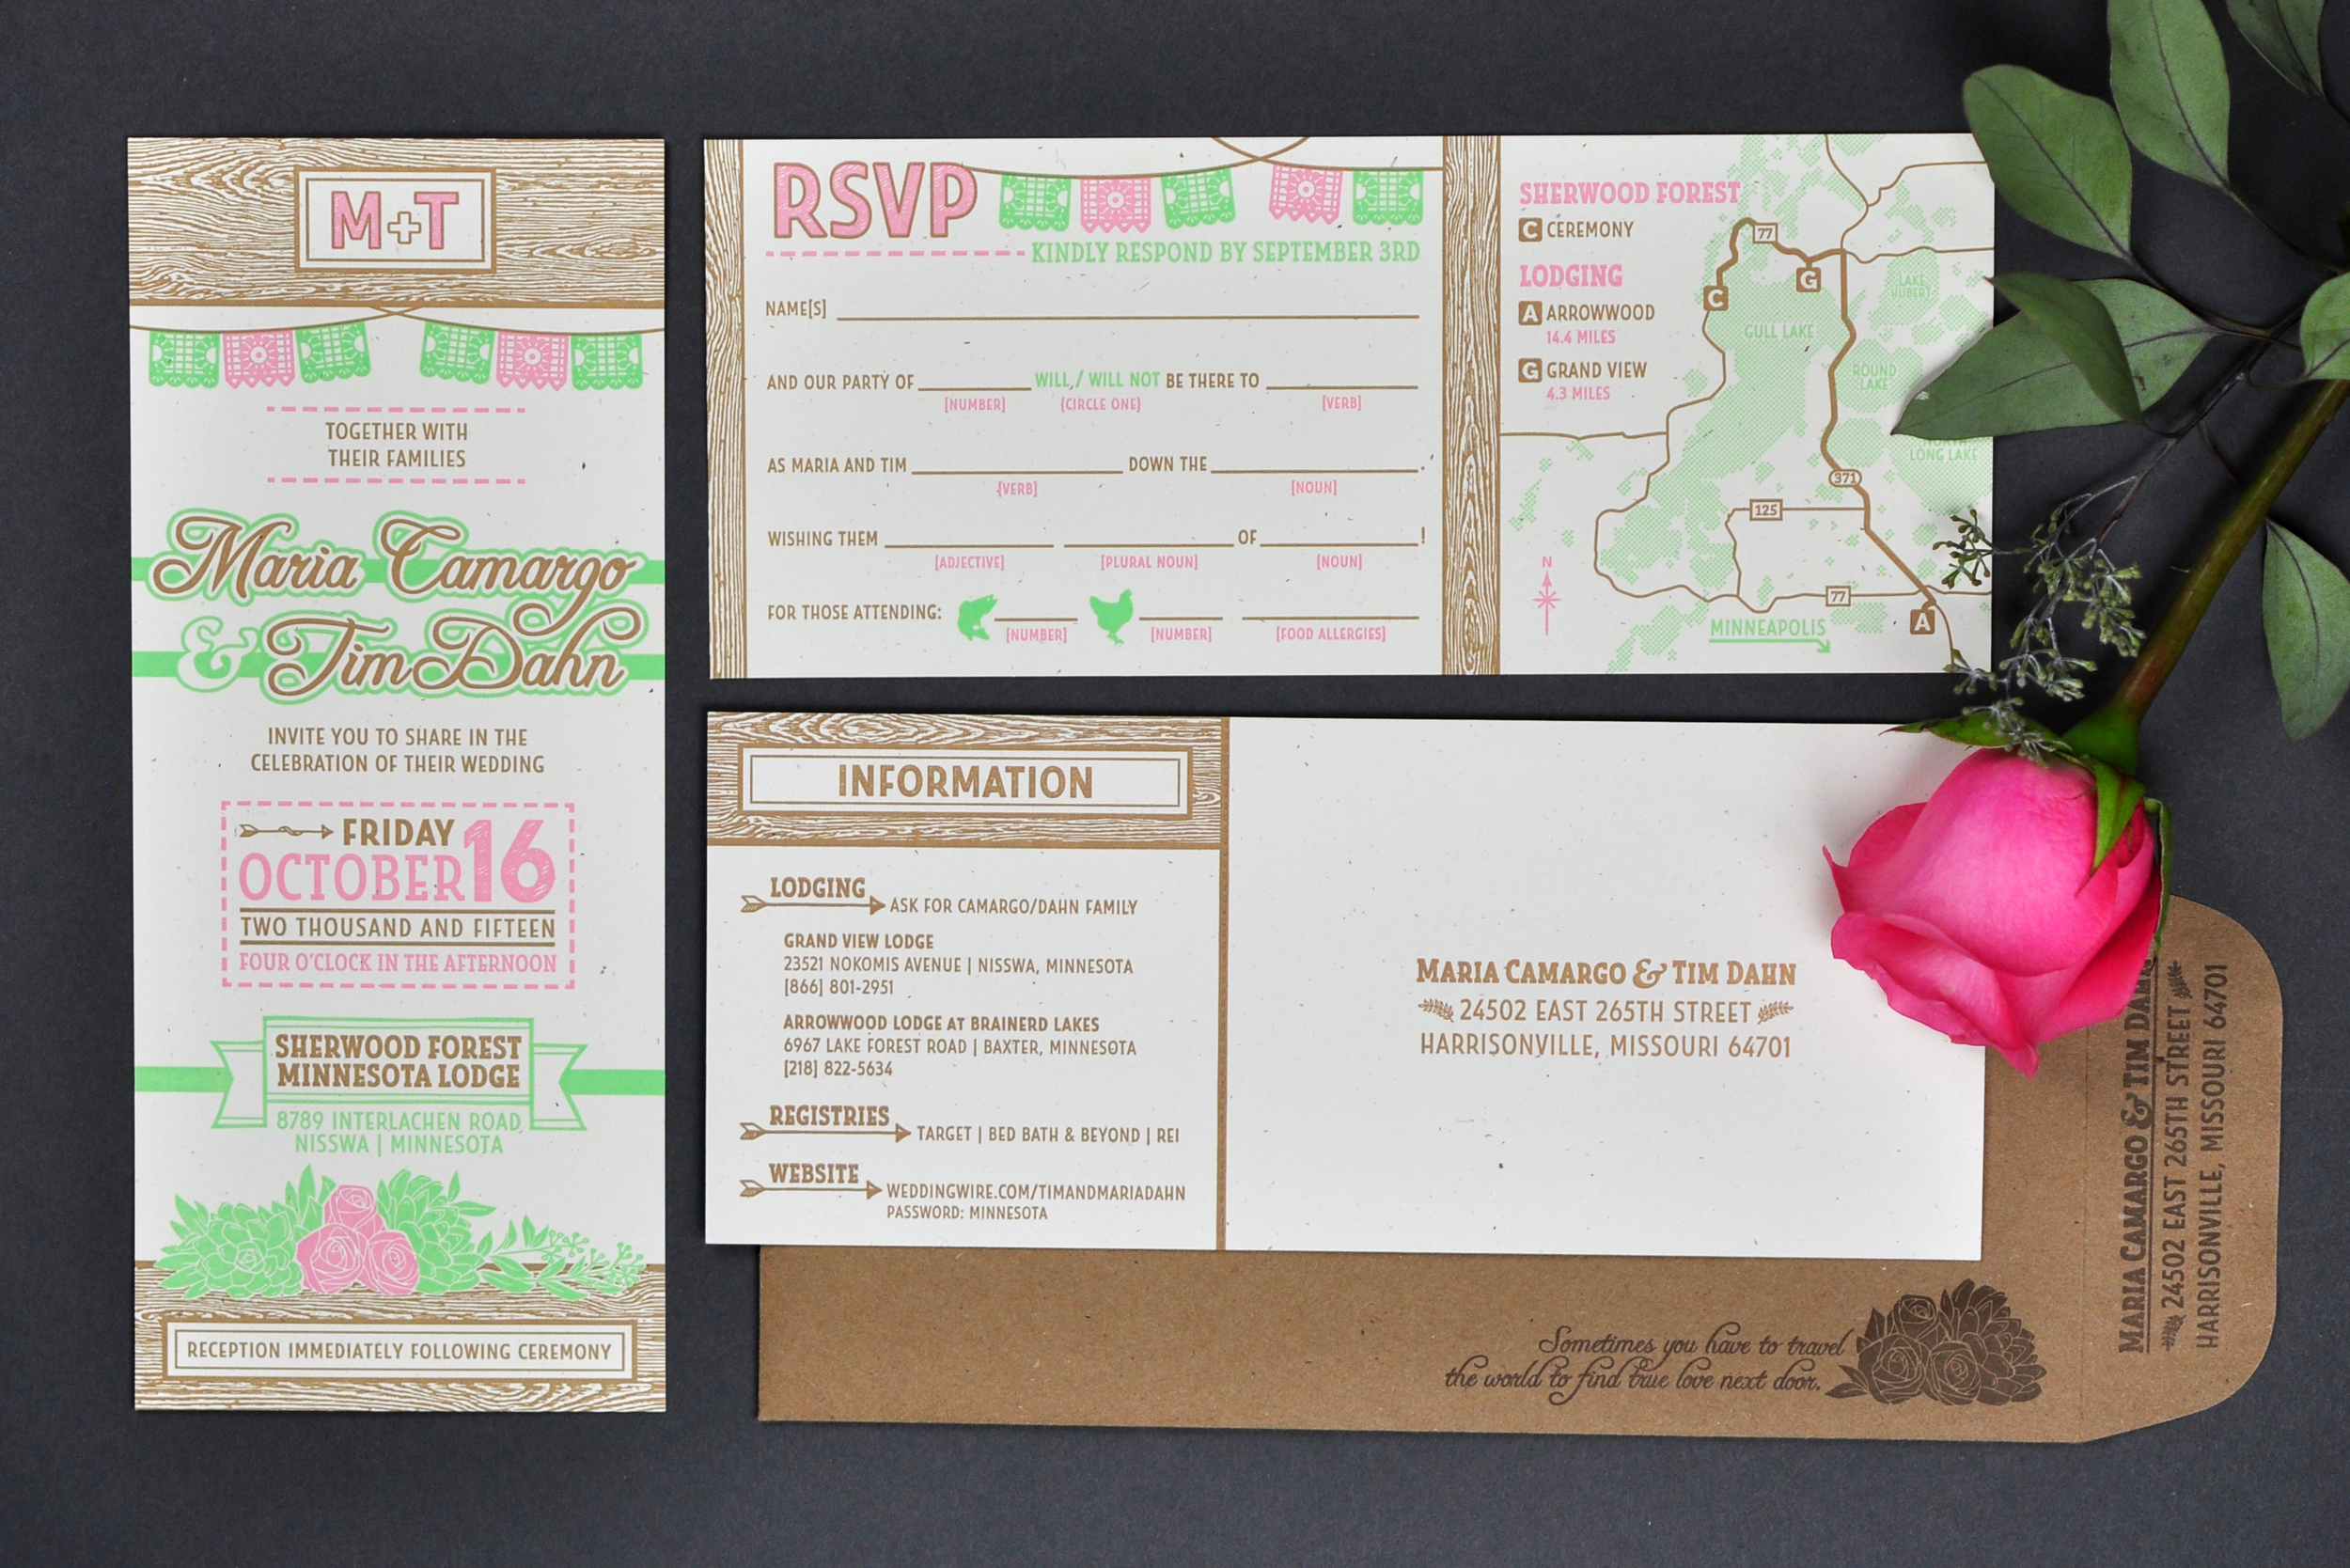 M+T
TOGETHER WITH
THEIR FAMILIES
Maria Camargo
& Tim Dahn
INVITE YOU TO SHARE IN THE
CELEBRATION OF THEIR WEDDING
FRIDAY
OCTOBER 16
TWO THOUSAND AND FIFTEEN
FOUR O'CLOCK IN THE AFTERNOON
SHERWOOD FOREST
MINNESOTA LODGE
8789 INTERLACHEN ROAD
NISSWA | MINNESOTA
RECEPTION IMMEDIATELY FOLLOWING CEREMONY
RSVP
KINDLY RESPOND BY SEPTEMBER 3RD
NAME[S]
AND OUR PARTY OF WILL / WILL NOT BE THERE TO
[NUMBER] {CIRCLE ONE} [VERB]
AS MARIA AND TIM DOWN THE .
{VERB] [NOUN]
WISHING THEM OF !
[ADJECTIVE] [PLURAL NOUN] [NOUN]
FOR THOSE ATTENDING:
[NUMBER] [NUMBER] [FOOD ALLERGIES]
SHERWOOD FOREST
C CEREMONY
LODGING
A ARROWWOOD
14.4 MILES
G GRAND VIEW
4.3 MILES
77
C
G
LAKE
HUBERT
GULL LAKE
ROUND
LAKE
LONG LAKE
371
125
N
77
A
MINNEAPOLIS
INFORMATION
LODGING
ASK FOR CAMARGO/DAHN FAMILY
GRAND VIEW LODGE
23521 NOKOMIS AVENUE | NISSWA, MINNESOTA
[866] 801-2951
ARROWWOOD LODGE AT BRAINERD LAKES
6967 LAKE FOREST ROAD | BAXTER, MINNESOTA
[218] 822-5634
REGISTRIES
TARGET | BED BATH & BEYOND | REI
WEBSITE
WEDDINGWIRE.COM/TIMANDMARIADAHN
PASSWORD: MINNESOTA
MARIA CAMARGO & TIM DAHN
24502 EAST 265TH STREET
HARRISONVILLE, MISSOURI 64701
Sometimes you have to travel
the world to find true love next door.
MARIA CAMARGO & TIM DAHN
24502 EAST 265TH STREET
HARRISONVILLE, MISSOURI 64701